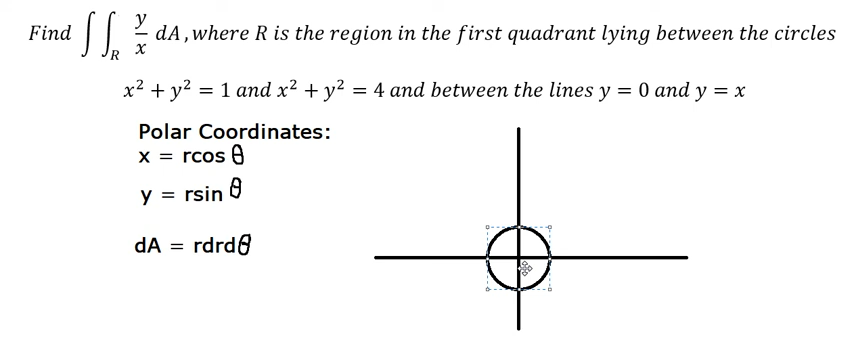 Find ∬_R y/x dA, where R is the region in the first quadrant lying between the circles
x² + y² = 1 and x² + y² = 4 and between the lines y = 0 and y = x
Polar Coordinates:
x = rcos θ
y = rsin θ
dA = rdrdθ